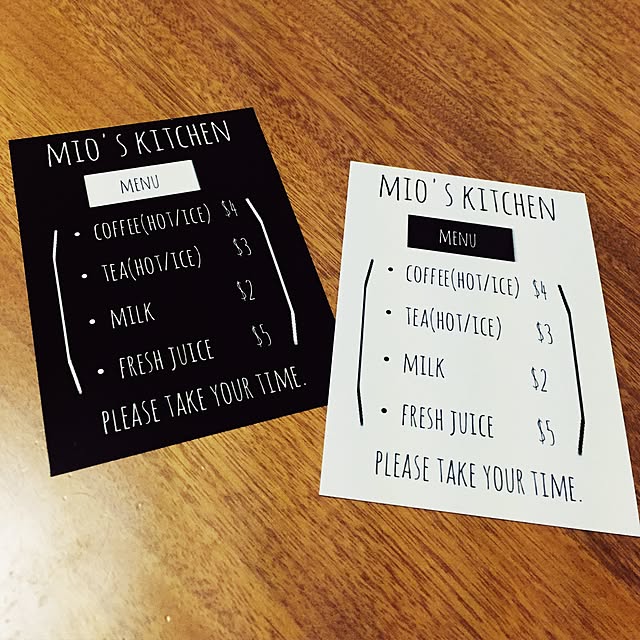 MIO'S KITCHEN
MENU
• COFFEE(HOT/ICE) $4
• TEA(HOT/ICE) $3
• MILK $2
• FRESH JUICE $5
PLEASE TAKE YOUR TIME.
MIO'S KITCHEN
MENU
• COFFEE(HOT/ICE) $4
• TEA(HOT/ICE) $3
• MILK $2
• FRESH JUICE $5
PLEASE TAKE YOUR TIME.